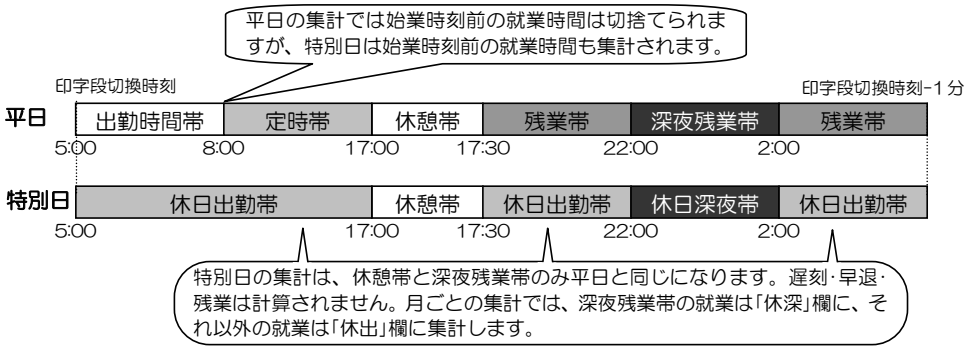 平日の集計では始業時刻前の就業時間は切捨てられま
すが、特別日は始業時刻前の就業時間も集計されます。
印字段切換時刻 印字段切換時刻-1分
平日 出勤時間帯 定時帯 休憩帯 残業帯 深夜残業帯 残業帯
5:00 8:00 17:00 17:30 22:00 2:00
特別日 休日出勤帯 休憩帯 休日出勤帯 休日深夜帯 休日出勤帯
5:00 17:00 17:30 22:00 2:00
特別日の集計は、休憩帯と深夜残業帯のみ平日と同じになります。遅刻･早退･
残業は計算されません。月ごとの集計では、深夜残業帯の就業は「休深」欄に、そ
れ以外の就業は「休出」欄に集計します。